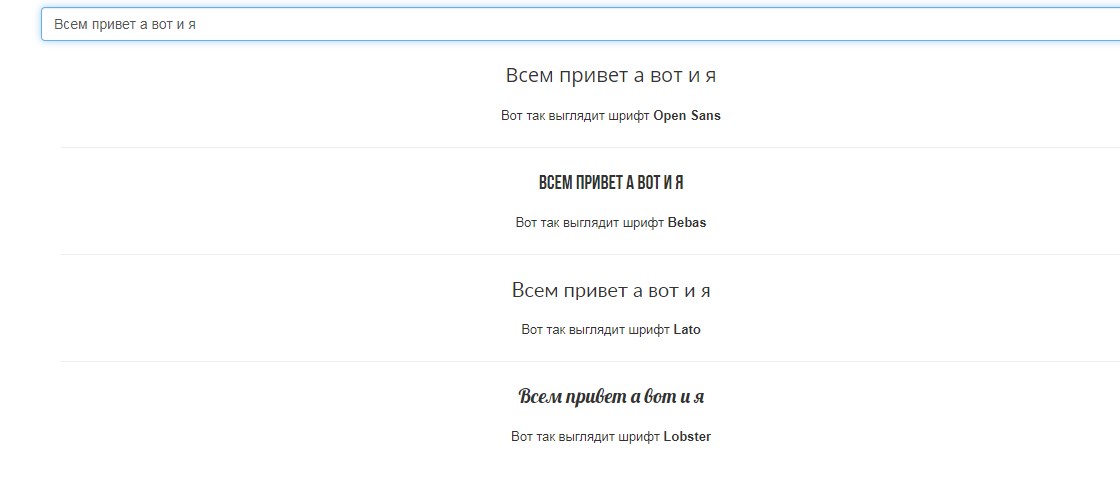 Всем привет а вот и я
Всем привет а вот и я
Вот так выглядит шрифт Open Sans
ВСЕМ ПРИВЕТ А ВОТ И Я
Вот так выглядит шрифт Bebas
Всем привет а вот и я
Вот так выглядит шрифт Lato
Всем привет а вот и я
Вот так выглядит шрифт Lobster